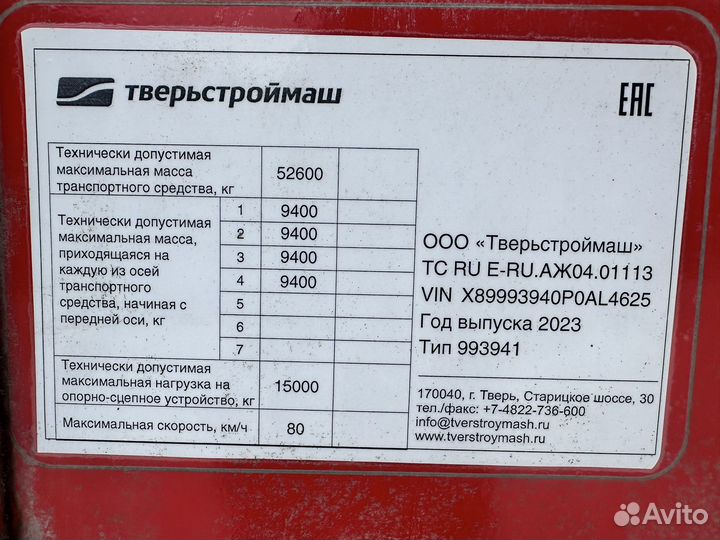 тверьстроймаш
EAC
Технически допустимая
максимальная масса
транспортного средства, кг
52600
Технически допустимая
максимальная масса,
приходящаяся на
каждую из осей
транспортного
средства, начиная с
передней оси, кг
1 9400
2 9400
3 9400
4 9400
5
6
7
Технически допустимая
максимальная нагрузка на
опорно-сцепное устройство, кг
15000
Максимальная скорость, км/ч 80
ООО «Тверьстроймаш»
ТС RU E-RU.АЖ04.01113
VIN X89993940P0AL4625
Год выпуска 2023
Тип 993941
170040, г. Тверь, Старицкое шоссе, 30
тел./факс: +7-4822-736-600
info@tverstroymash.ru
www.tverstroymash.ru
Avito